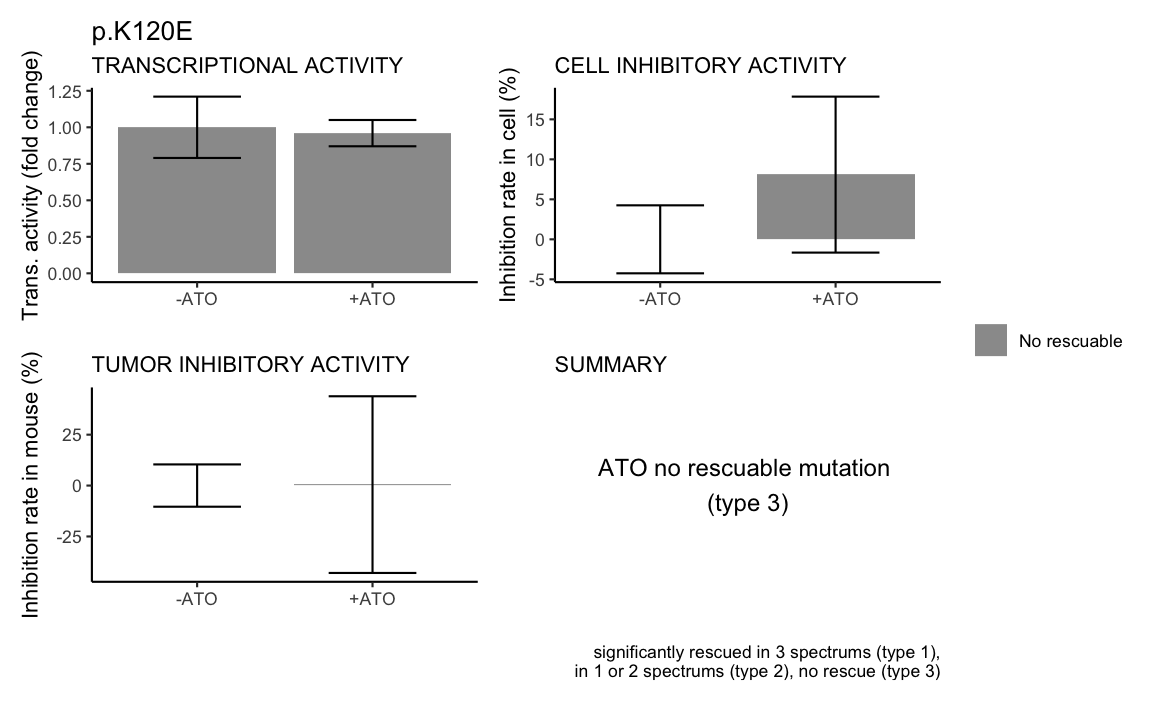 p.K120E
TRANSCRIPTIONAL ACTIVITY
Trans. activity (fold change)
1.25
1.00
0.75
0.50
0.25
0.00
-ATO
+ATO
CELL INHIBITORY ACTIVITY
Inhibition rate in cell (%)
15
10
5
0
-5
-ATO
+ATO
No rescuable
TUMOR INHIBITORY ACTIVITY
Inhibition rate in mouse (%)
25
0
-25
-ATO
+ATO
SUMMARY
ATO no rescuable mutation
(type 3)
significantly rescued in 3 spectrums (type 1),
in 1 or 2 spectrums (type 2), no rescue (type 3)